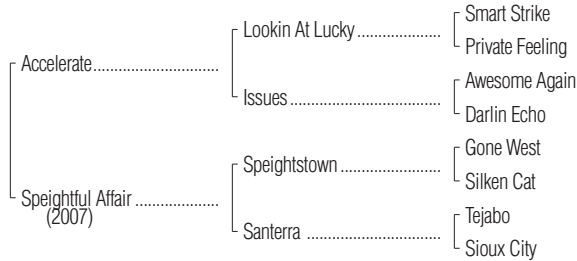 Smart Strike
Lookin At Lucky
Private Feeling
Accelerate
Awesome Again
Issues
Darlin Echo
Gone West
Speightstown
Silken Cat
Speightful Affair
(2007)
Tejabo
Santerra
Sioux City